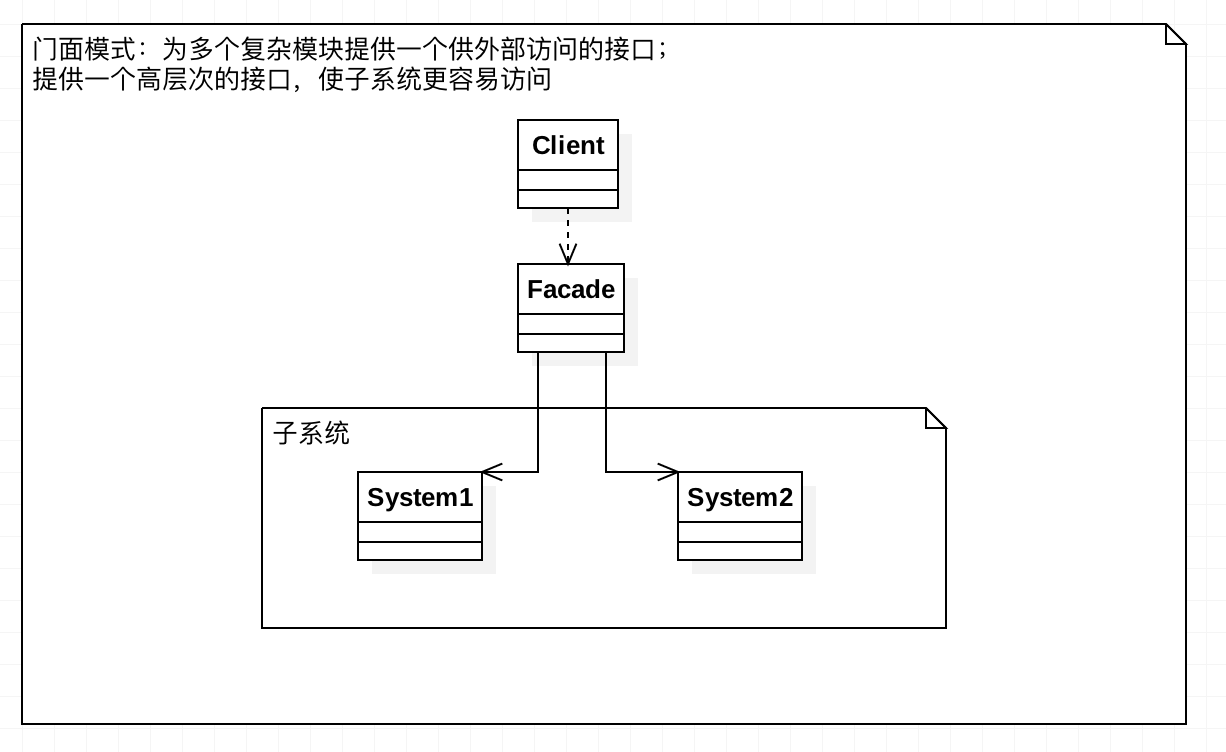 门面模式：为多个复杂模块提供一个供外部访问的接口；
提供一个高层次的接口，使子系统更容易访问
Client
Facade
子系统
System1
System2